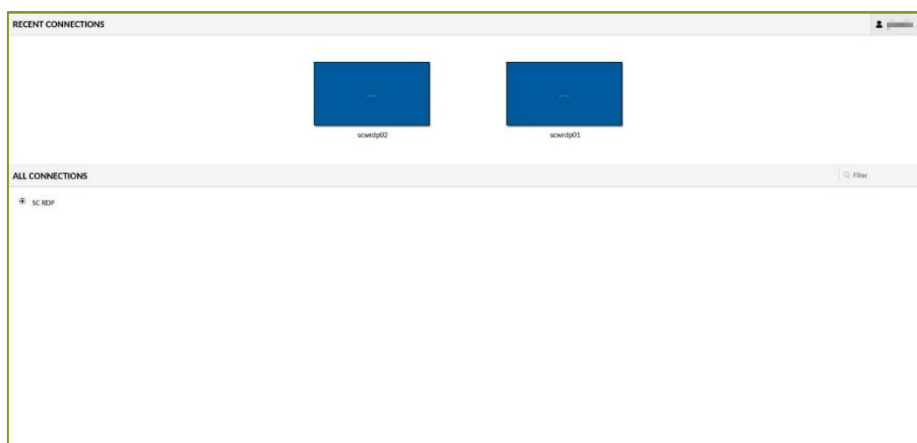 RECENT CONNECTIONS
scwrdp02
scwrdp01
ALL CONNECTIONS
Filter
SC RDP